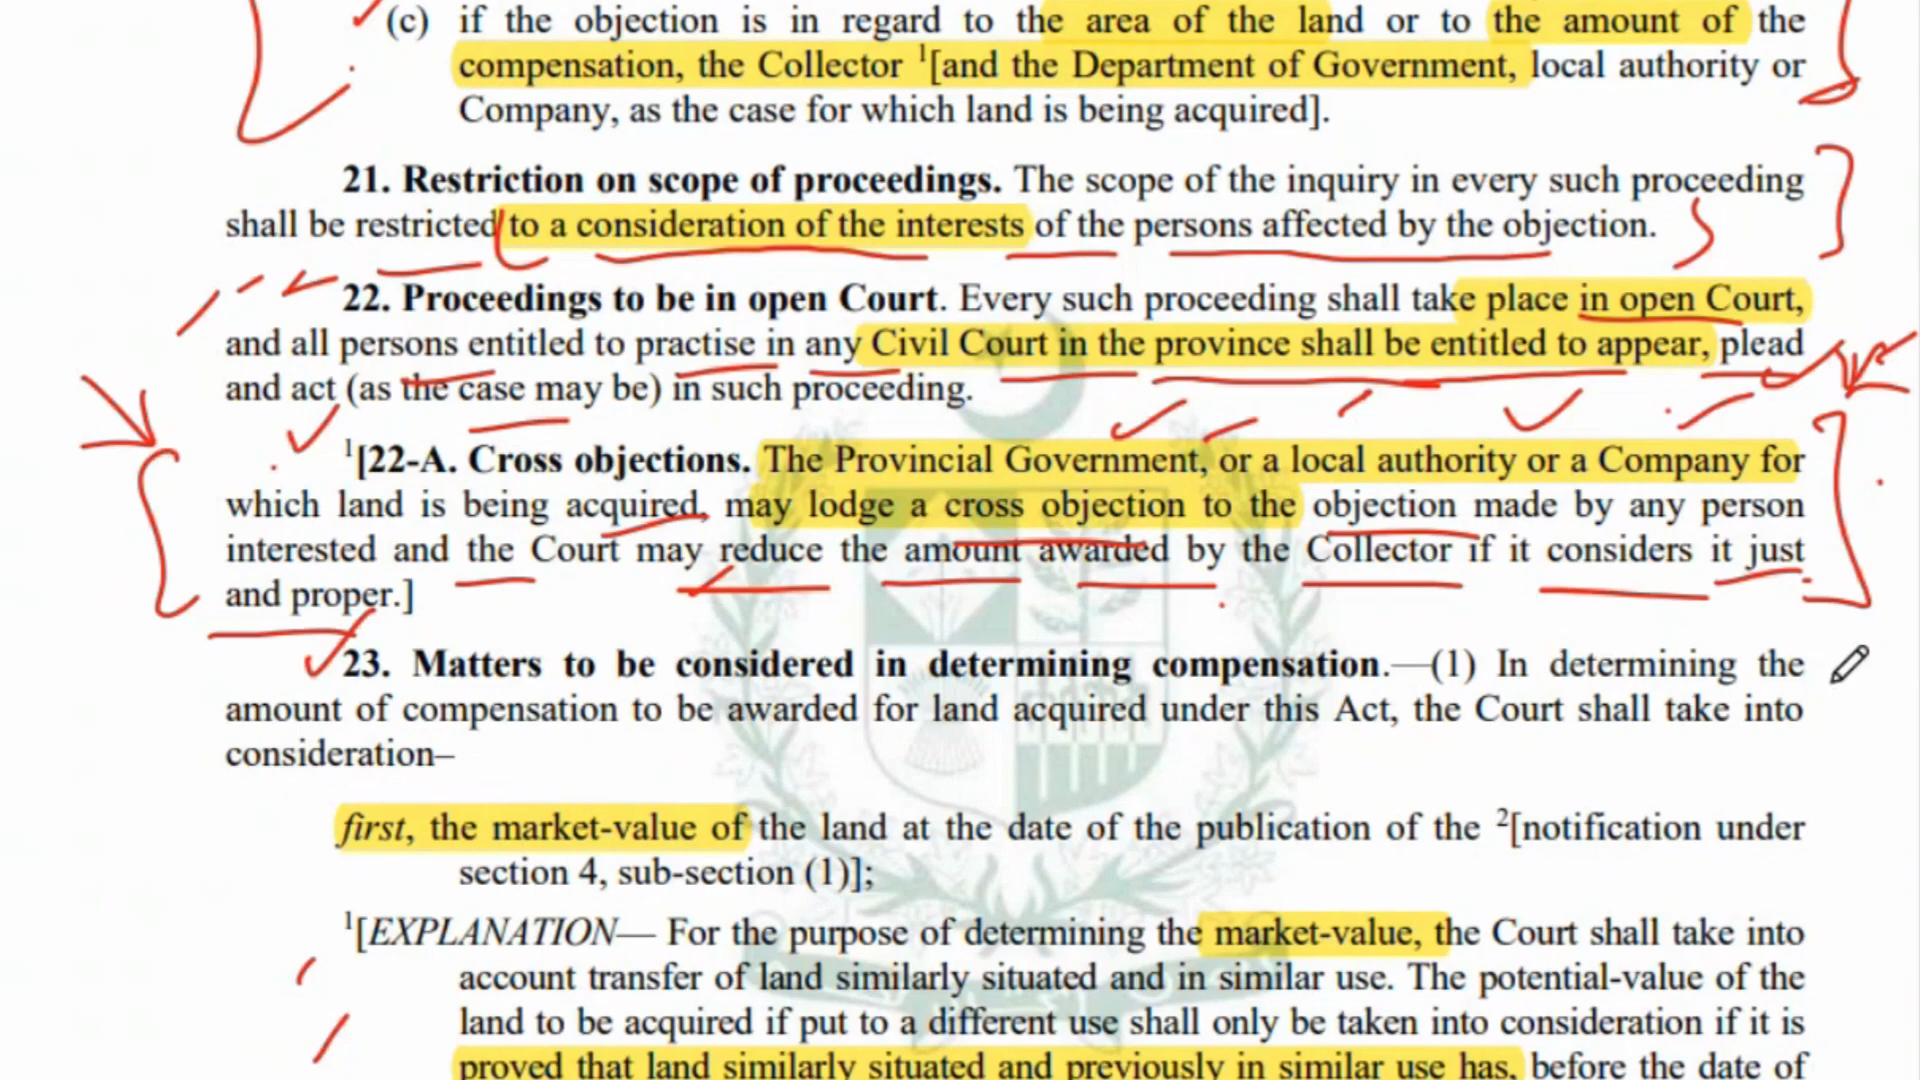 (c) if the objection is in regard to the area of the land or to the amount of the
compensation, the Collector ¹[and the Department of Government, local authority or
Company, as the case for which land is being acquired].
21. Restriction on scope of proceedings. The scope of the inquiry in every such proceeding
shall be restricted to a consideration of the interests of the persons affected by the objection.
22. Proceedings to be in open Court. Every such proceeding shall take place in open Court,
and all persons entitled to practise in any Civil Court in the province shall be entitled to appear, plead
and act (as the case may be) in such proceeding.
¹[22-A. Cross objections. The Provincial Government, or a local authority or a Company for
which land is being acquired, may lodge a cross objection to the objection made by any person
interested and the Court may reduce the amount awarded by the Collector if it considers it just
and proper.]
23. Matters to be considered in determining compensation.—(1) In determining the
amount of compensation to be awarded for land acquired under this Act, the Court shall take into
consideration–
first, the market-value of the land at the date of the publication of the ²[notification under
section 4, sub-section (1)];
¹[EXPLANATION— For the purpose of determining the market-value, the Court shall take into
account transfer of land similarly situated and in similar use. The potential-value of the
land to be acquired if put to a different use shall only be taken into consideration if it is
proved that land similarly situated and previously in similar use has, before the date of